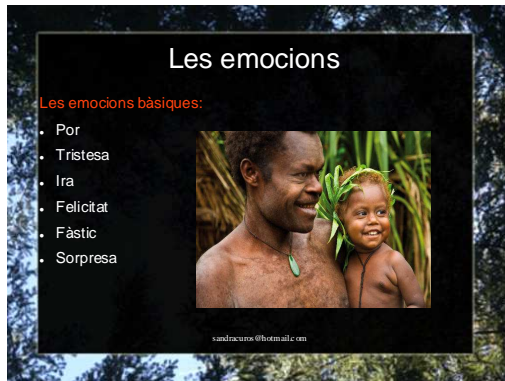 Les emocions
Les emocions bàsiques:
• Por
• Tristesa
• Ira
• Felicitat
• Fàstic
• Sorpresa
sandracuros@hotmail.com